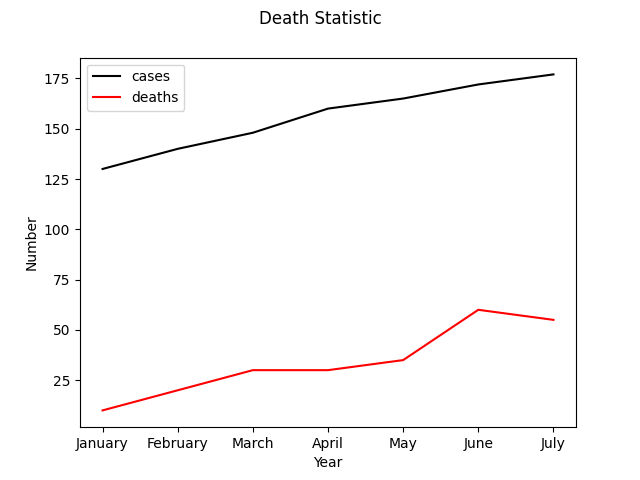 Death Statistic
cases
deaths
175
150
125
100
75
50
25
Number
January February March April May June July
Year